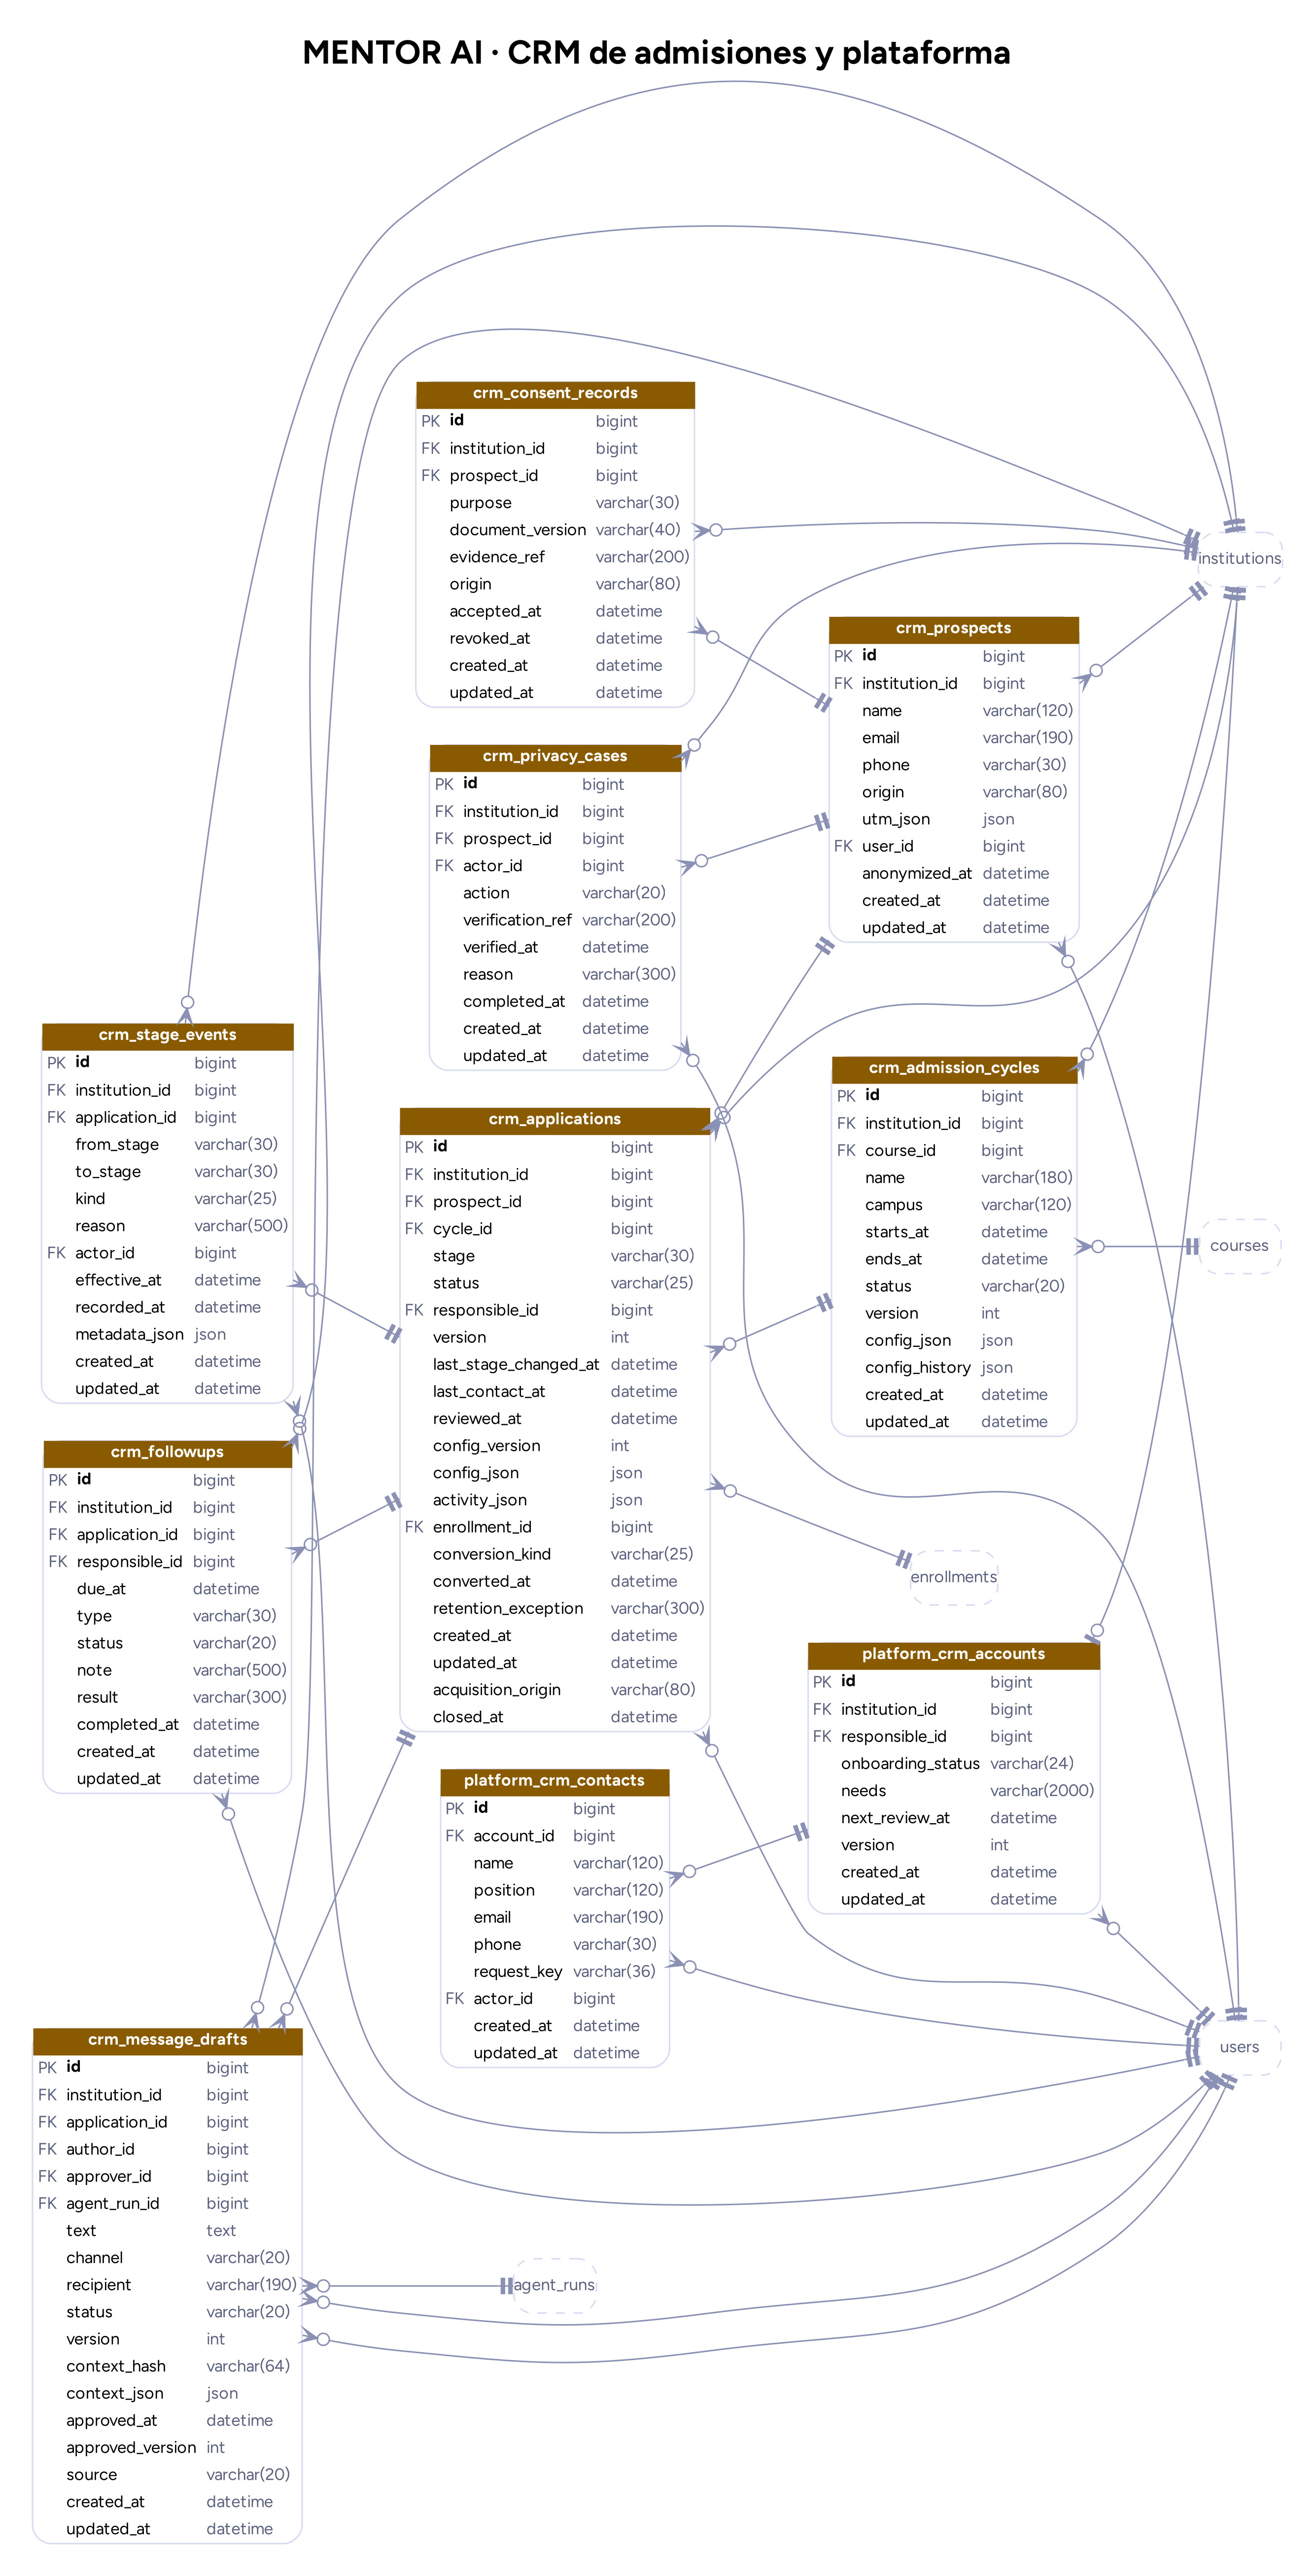 MENTOR AI · CRM de admisiones y plataforma
crm_consent_records
PK id bigint
FK institution_id bigint
FK prospect_id bigint
purpose varchar(30)
document_version varchar(40)
evidence_ref varchar(200)
origin varchar(80)
accepted_at datetime
revoked_at datetime
created_at datetime
updated_at datetime
institutions
crm_prospects
PK id bigint
FK institution_id bigint
name varchar(120)
email varchar(190)
phone varchar(30)
origin varchar(80)
utm_json json
FK user_id bigint
anonymized_at datetime
created_at datetime
updated_at datetime
crm_privacy_cases
PK id bigint
FK institution_id bigint
FK prospect_id bigint
FK actor_id bigint
action varchar(20)
verification_ref varchar(200)
verified_at datetime
reason varchar(300)
completed_at datetime
created_at datetime
updated_at datetime
crm_stage_events
PK id bigint
FK institution_id bigint
FK application_id bigint
from_stage varchar(30)
to_stage varchar(30)
kind varchar(25)
reason varchar(500)
FK actor_id bigint
effective_at datetime
recorded_at datetime
metadata_json json
created_at datetime
updated_at datetime
crm_applications
PK id bigint
FK institution_id bigint
FK prospect_id bigint
FK cycle_id bigint
stage varchar(30)
status varchar(25)
FK responsible_id bigint
version int
last_stage_changed_at datetime
last_contact_at datetime
reviewed_at datetime
config_version int
config_json json
activity_json json
FK enrollment_id bigint
conversion_kind varchar(25)
converted_at datetime
retention_exception varchar(300)
created_at datetime
updated_at datetime
acquisition_origin varchar(80)
closed_at datetime
crm_admission_cycles
PK id bigint
FK institution_id bigint
FK course_id bigint
name varchar(180)
campus varchar(120)
starts_at datetime
ends_at datetime
status varchar(20)
version int
config_json json
config_history json
created_at datetime
updated_at datetime
courses
crm_followups
PK id bigint
FK institution_id bigint
FK application_id bigint
FK responsible_id bigint
due_at datetime
type varchar(30)
status varchar(20)
note varchar(500)
result varchar(300)
completed_at datetime
created_at datetime
updated_at datetime
enrollments
platform_crm_accounts
PK id bigint
FK institution_id bigint
FK responsible_id bigint
onboarding_status varchar(24)
needs varchar(2000)
next_review_at datetime
version int
created_at datetime
updated_at datetime
platform_crm_contacts
PK id bigint
FK account_id bigint
name varchar(120)
position varchar(120)
email varchar(190)
phone varchar(30)
request_key varchar(36)
FK actor_id bigint
created_at datetime
updated_at datetime
users
crm_message_drafts
PK id bigint
FK institution_id bigint
FK application_id bigint
FK author_id bigint
FK approver_id bigint
FK agent_run_id bigint
text text
channel varchar(20)
recipient varchar(190)
status varchar(20)
version int
context_hash varchar(64)
context_json json
approved_at datetime
approved_version int
source varchar(20)
created_at datetime
updated_at datetime
agent_runs